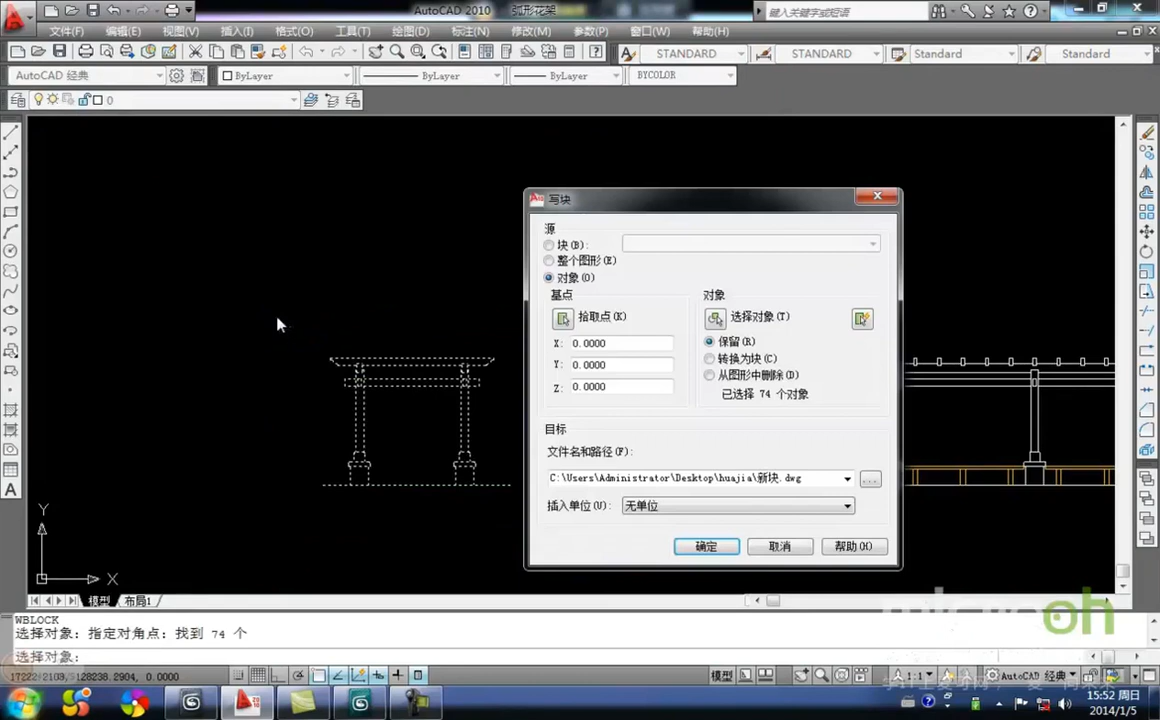 AutoCAD 2010 弧形花架
键入关键字或短语
文件(F) 编辑(E) 视图(V) 插入(I) 格式(O) 工具(T) 绘图(D) 标注(N) 修改(M) 参数(P) 窗口(W) 帮助(H)
STANDARD STANDARD Standard Standard
AutoCAD 经典 ByLayer ByLayer ByLayer BYCOLOR
0
写块
源
块(B):
整个图形(E)
对象(O)
基点 对象
拾取点(K) 选择对象(T)
X: 0.0000 保留(R)
Y: 0.0000 转换为块(C)
Z: 0.0000 从图形中删除(D)
已选择 74 个对象
目标
文件名和路径(F):
C:\Users\Administrator\Desktop\huajia\新块.dwg
插入单位(U): 无单位
确定 取消 帮助(H)
Y
X
模型 布局1
oh
WBLOCK
选择对象: 指定对角点: 找到 74 个
选择对象:
模型 1:1 AutoCAD 经典
15:52 周日
2014/1/5